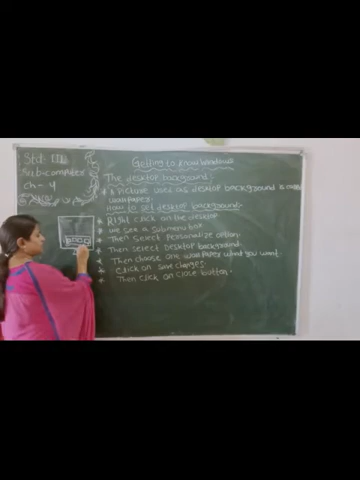 Std: III
Sub-computer
Ch- 4
Getting to know windows
The desktop background:
* A Picture uses as desktop background is called wallpaper.
How to set desktop background-
* Right click on the desktop
* we see a submenu box
* Then select personalize option.
* Then select Desktop background.
* Then choose one wallpaper what you want
* Click on save changes.
* Then click on close button.